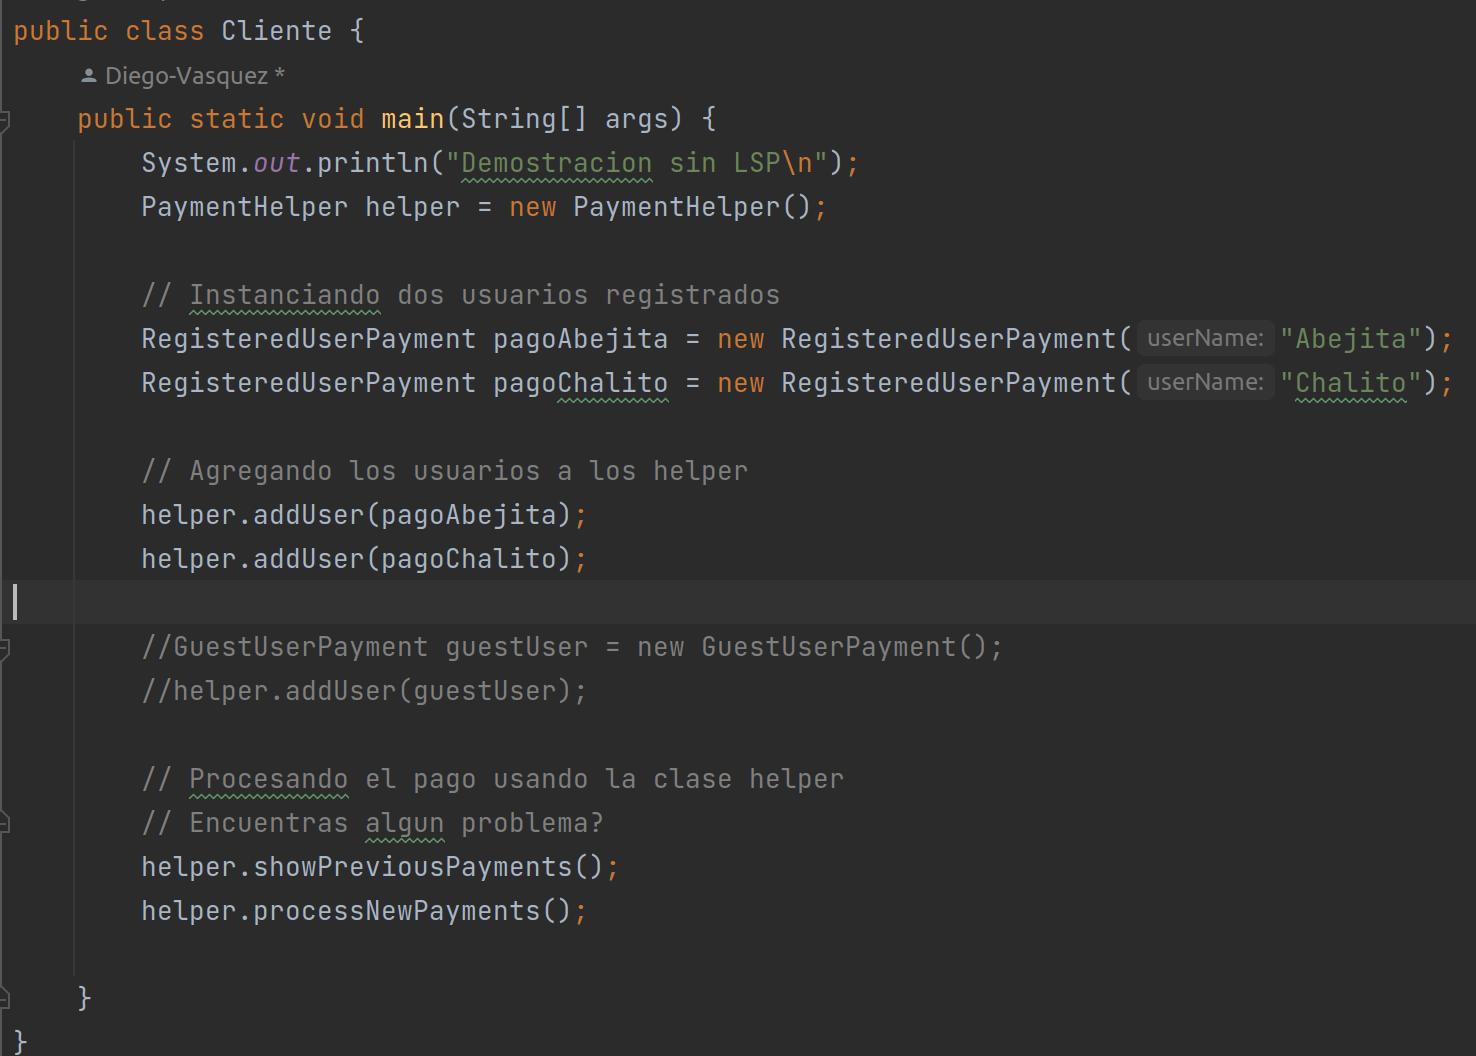 public class Cliente {
Diego-Vasquez *
public static void main(String[] args) {
System.out.println("Demostracion sin LSP\n");
PaymentHelper helper = new PaymentHelper();
// Instanciando dos usuarios registrados
RegisteredUserPayment pagoAbejita = new RegisteredUserPayment( userName: "Abejita");
RegisteredUserPayment pagoChalito = new RegisteredUserPayment( userName: "Chalito");
// Agregando los usuarios a los helper
helper.addUser(pagoAbejita);
helper.addUser(pagoChalito);
//GuestUserPayment guestUser = new GuestUserPayment();
//helper.addUser(guestUser);
// Procesando el pago usando la clase helper
// Encuentras algun problema?
helper.showPreviousPayments();
helper.processNewPayments();
}
}